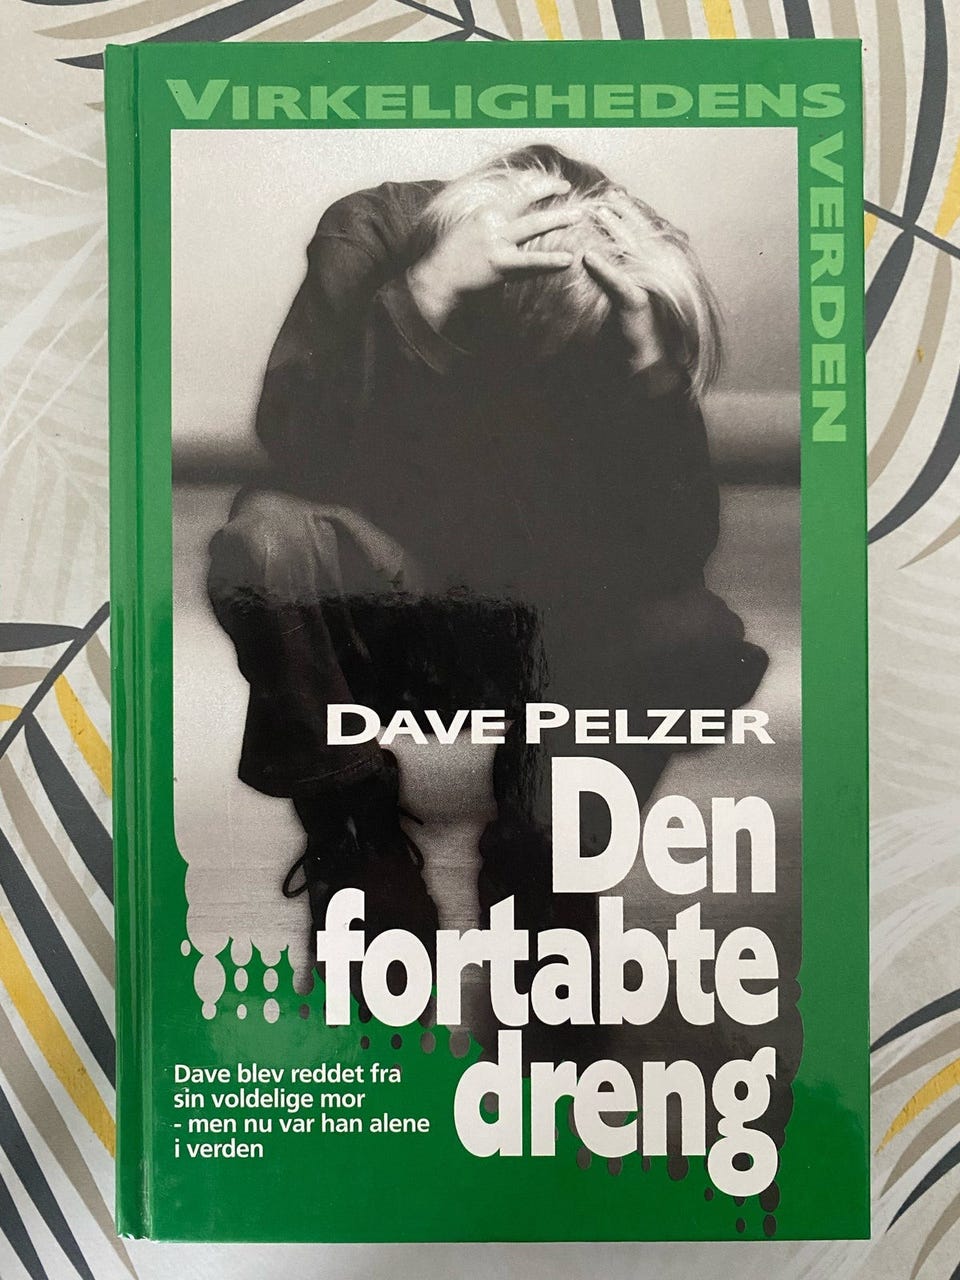 VIRKELIGHEDENS
VERDEN
DAVE PELZER
Den
fortabte
dreng
Dave blev reddet fra
sin voldelige mor
- men nu var han alene
i verden